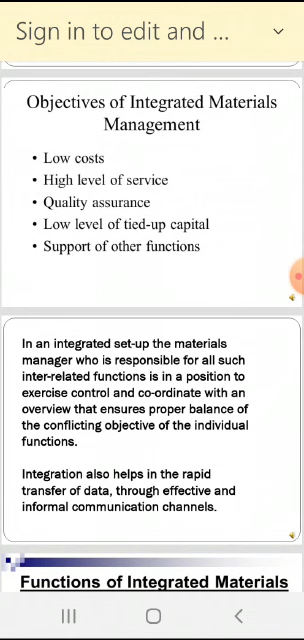 Sign in to edit and ...
Objectives of Integrated Materials
Management
• Low costs
• High level of service
• Quality assurance
• Low level of tied-up capital
• Support of other functions
In an integrated set-up the materials
manager who is responsible for all such
inter-related functions is in a position to
exercise control and co-ordinate with an
overview that ensures proper balance of
the conflicting objective of the individual
functions.
Integration also helps in the rapid
transfer of data, through effective and
informal communication channels.
Functions of Integrated Materials